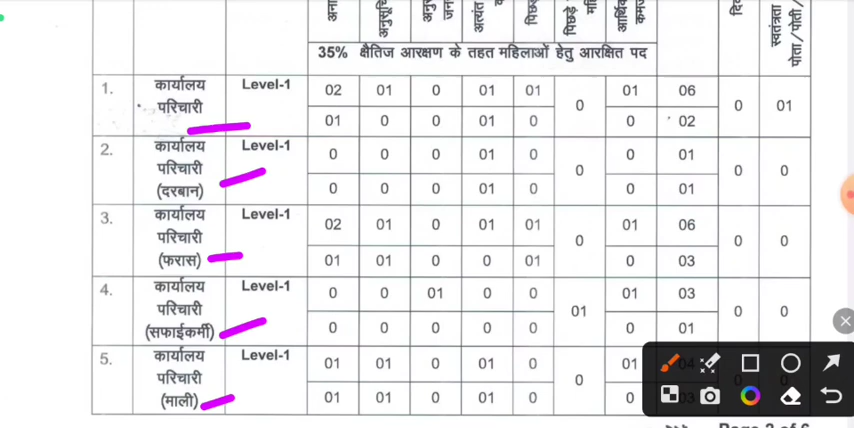 35% क्षैतिज आरक्षण के तहत महिलाओं हेतु आरक्षित पद
1. कार्यालय परिचारी Level-1 02 01 0 01 01 0 01 06 0 01
01 0 0 01 0 0 02
2. कार्यालय परिचारी (दरबान) Level-1 0 0 0 01 0 0 0 01 0 0
0 0 0 01 0 0 01
3. कार्यालय परिचारी (फरास) Level-1 02 01 0 01 01 0 01 06 0 0
01 01 0 0 01 0 03
4. कार्यालय परिचारी (सफाईकर्मी) Level-1 0 0 01 0 0 01 01 03 0 0
0 0 0 0 0 0 01
5. कार्यालय परिचारी (माली) Level-1 01 01 0 01 0 0 01 04
01 01 0 01 0 0 03